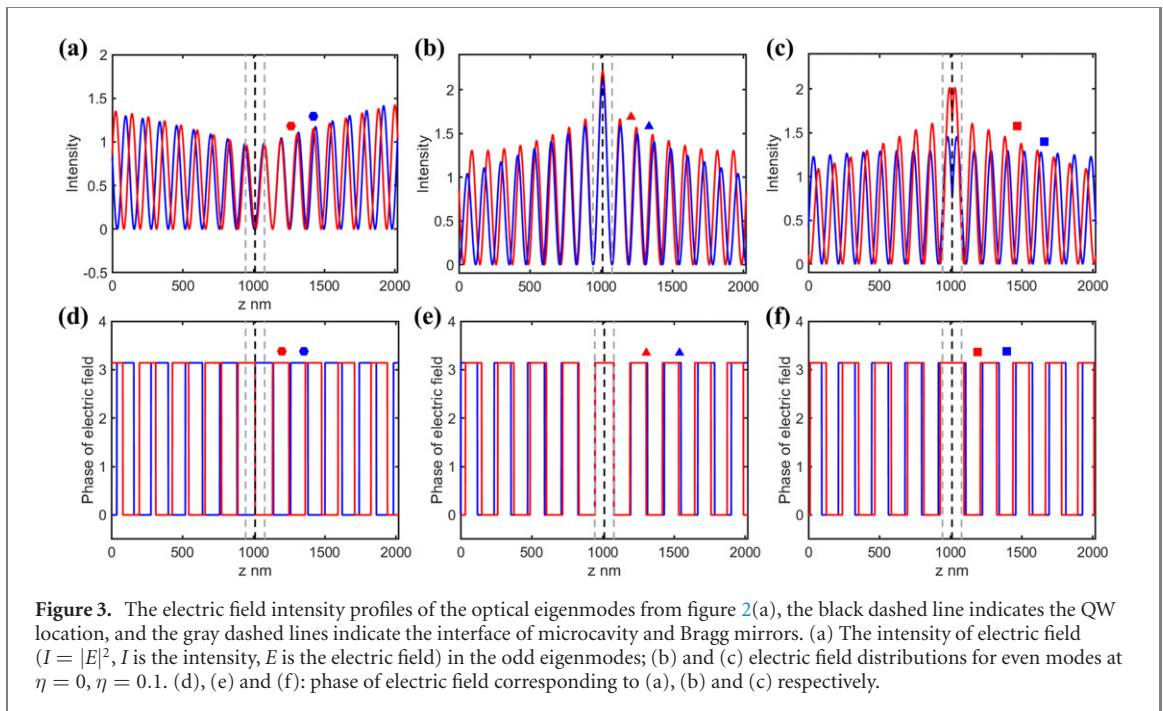 (a)
2
1.5
1
0.5
0
-0.5
Intensity
0 500 1000 1500 2000
z nm
(b)
3
2.5
2
1.5
1
0.5
0
Intensity
0 500 1000 1500 2000
(c)
2.5
2
1.5
1
0.5
0
Intensity
0 500 1000 1500 2000
(d)
4
3
2
1
0
Phase of electric field
0 500 1000 1500 2000
z nm
(e)
4
3
2
1
0
Phase of electric field
0 500 1000 1500 2000
z nm
(f)
4
3
2
1
0
Phase of electric field
0 500 1000 1500 2000
z nm
Figure 3. The electric field intensity profiles of the optical eigenmodes from figure 2(a), the black dashed line indicates the QW
location, and the gray dashed lines indicate the interface of microcavity and Bragg mirrors. (a) The intensity of electric field
(I = |E|², I is the intensity, E is the electric field) in the odd eigenmodes; (b) and (c) electric field distributions for even modes at
η = 0, η = 0.1. (d), (e) and (f): phase of electric field corresponding to (a), (b) and (c) respectively.